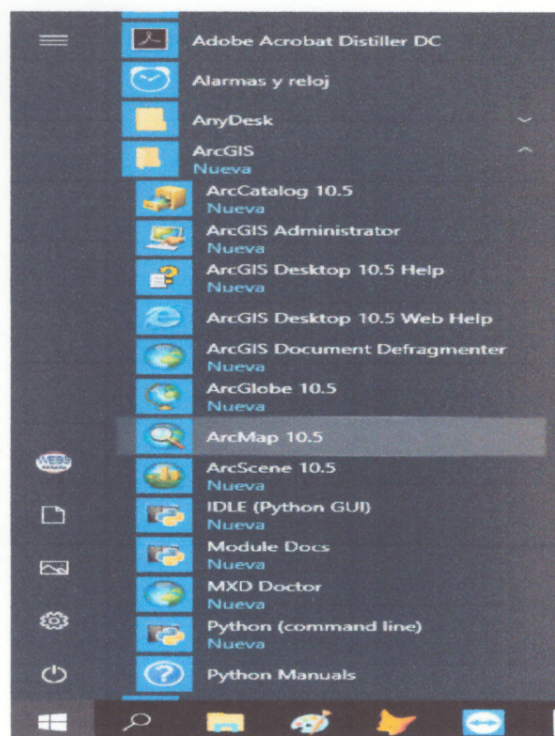 Adobe Acrobat Distiller DC
Alarmas y reloj
AnyDesk
ArcGIS
Nueva
ArcCatalog 10.5
Nueva
ArcGIS Administrator
Nueva
ArcGIS Desktop 10.5 Help
Nueva
ArcGIS Desktop 10.5 Web Help
ArcGIS Document Defragmenter
Nueva
ArcGlobe 10.5
Nueva
ArcMap 10.5
ArcScene 10.5
Nueva
IDLE (Python GUI)
Nueva
Module Docs
Nueva
MXD Doctor
Nueva
Python (command line)
Nueva
Python Manuals